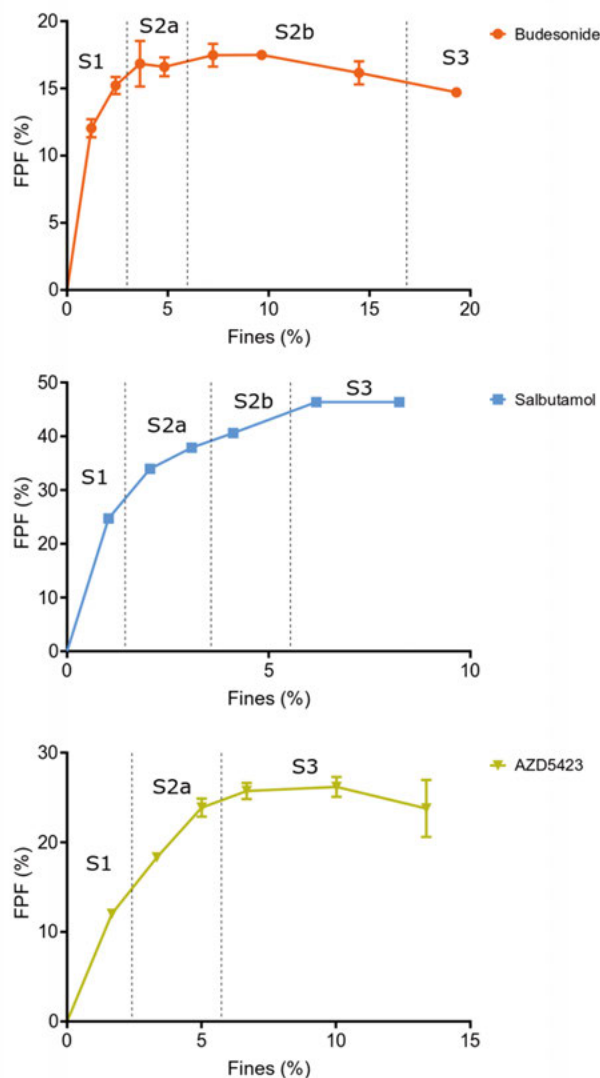 S1
S2a
S2b
S3
Budesonide
FPF (%)
20
15
10
5
0
0 5 10 15 20
Fines (%)
S1
S2a
S2b
S3
Salbutamol
FPF (%)
50
40
30
20
10
0
0 5 10
Fines (%)
S1
S2a
S3
AZD5423
FPF (%)
30
20
10
0
0 5 10 15
Fines (%)